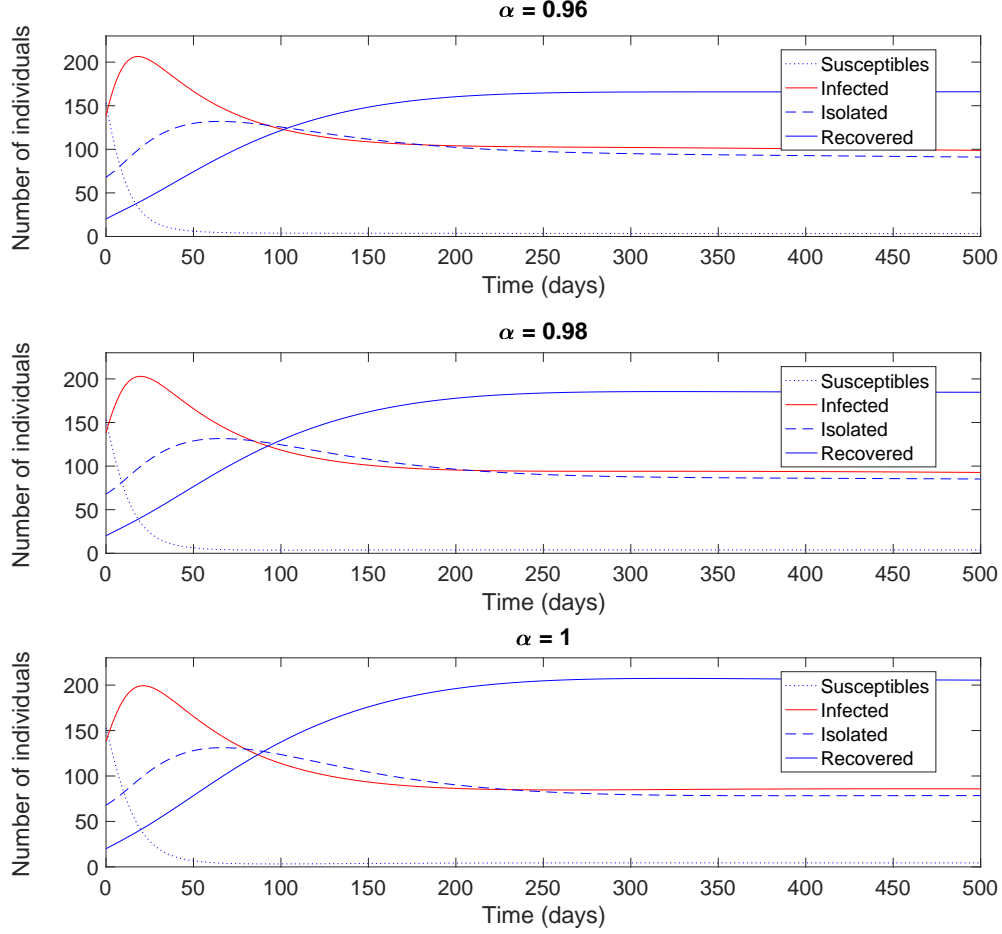 α = 0.96
Number of individuals
200
150
100
50
0
Susceptibles
Infected
Isolated
Recovered
0 50 100 150 200 250 300 350 400 450 500
Time (days)
α = 0.98
Number of individuals
200
150
100
50
0
Susceptibles
Infected
Isolated
Recovered
0 50 100 150 200 250 300 350 400 450 500
Time (days)
α = 1
Number of individuals
200
150
100
50
0
Susceptibles
Infected
Isolated
Recovered
0 50 100 150 200 250 300 350 400 450 500
Time (days)